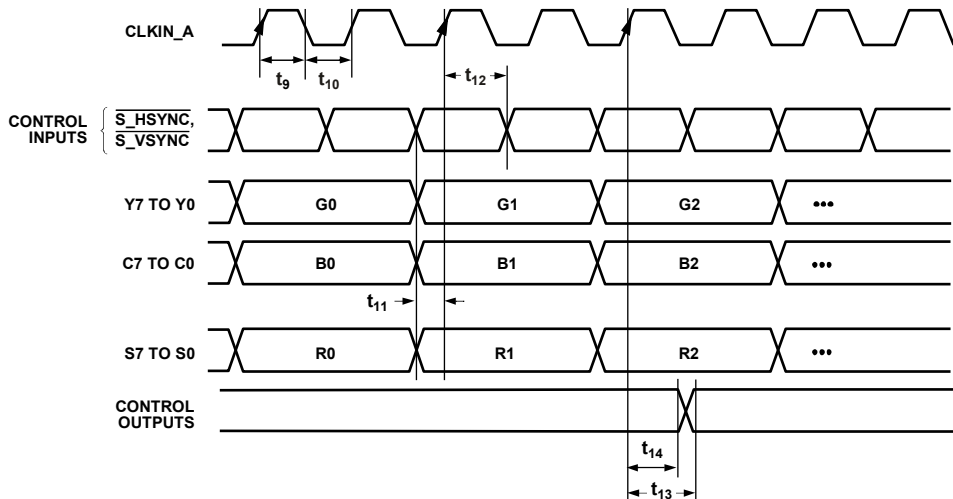 CLKIN_A
t9
t10
t12
CONTROL
INPUTS
S_HSYNC,
S_VSYNC
Y7 TO Y0
G0
G1
G2
•••
C7 TO C0
B0
B1
B2
•••
t11
S7 TO S0
R0
R1
R2
•••
CONTROL
OUTPUTS
t14
t13